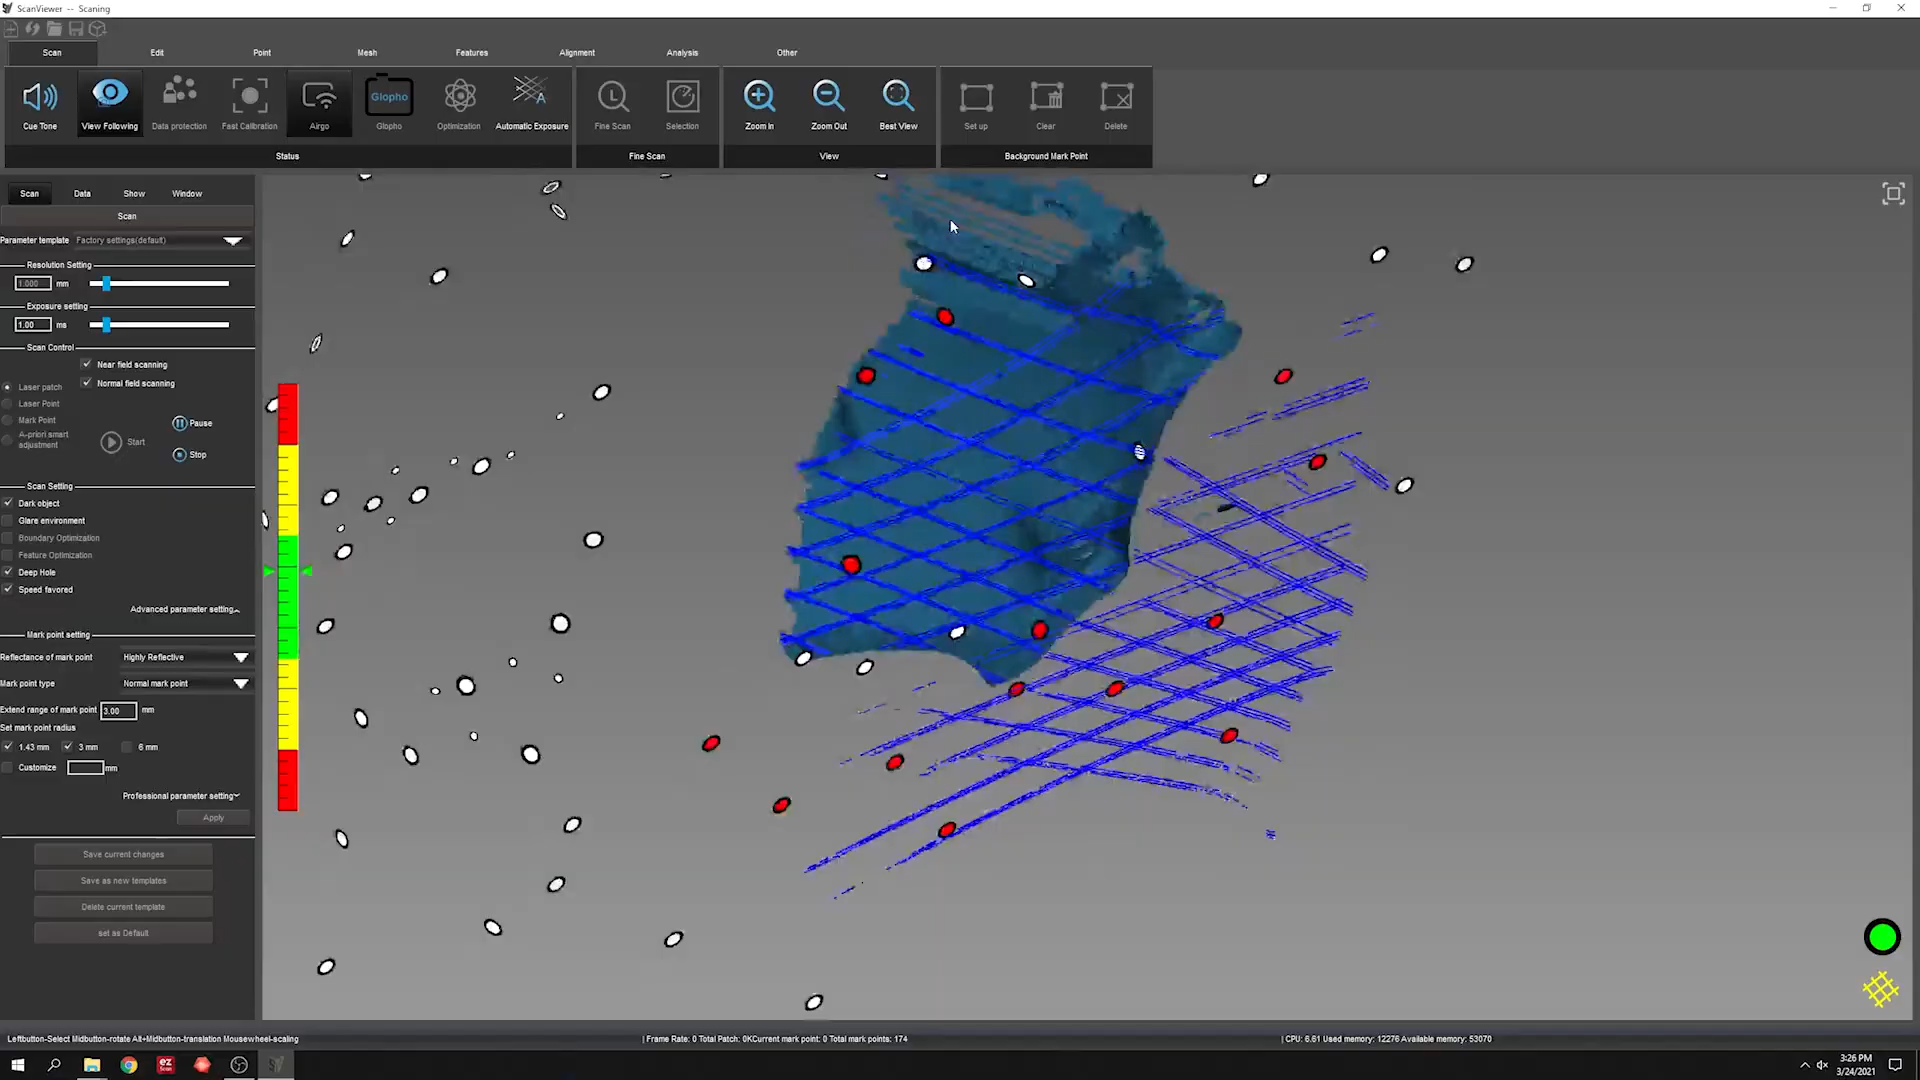 ScanViewer -- Scaning
Scan Edit Point Mesh Features Alignment Analysis Other
Glopho
Cue Tone View Following Data protection Fast Calibration Airgo Glopho Optimization Automatic Exposure Fine Scan Selection Zoom In Zoom Out Best View Set up Clear Delete
Status Fine Scan View Background Mark Point
Scan Data Show Window
Scan
Parameter template Factory settings(default)
Resolution Setting
1.000 mm
Exposure setting
1.00 ms
Scan Control
Near field scanning
Normal field scanning
Laser patch
Laser Point
Mark Point
A-priori smart
adjustment
Start
Pause
Stop
Scan Setting
Dark object
Glare environment
Boundary Optimization
Feature Optimization
Deep Hole
Speed favored
Advanced parameter setting
Mark point setting
Reflectance of mark point Highly Reflective
Mark point type Normal mark point
Extend range of mark point 3.00 mm
Set mark point radius
1.43 mm 3 mm 6 mm
Customize mm
Professional parameter setting
Apply
Save current changes
Save as new templates
Delete current template
set as Default
Leftbutton-Select Midbutton-rotate Alt+Midbutton-translation Mousewheel-scaling | Frame Rate: 0 Total Patch: 0KCurrent mark point: 0 Total mark points: 174 | CPU: 6.61 Used memory: 12276 Available memory: 53070
ez
Scan
3:26 PM
3/24/2021